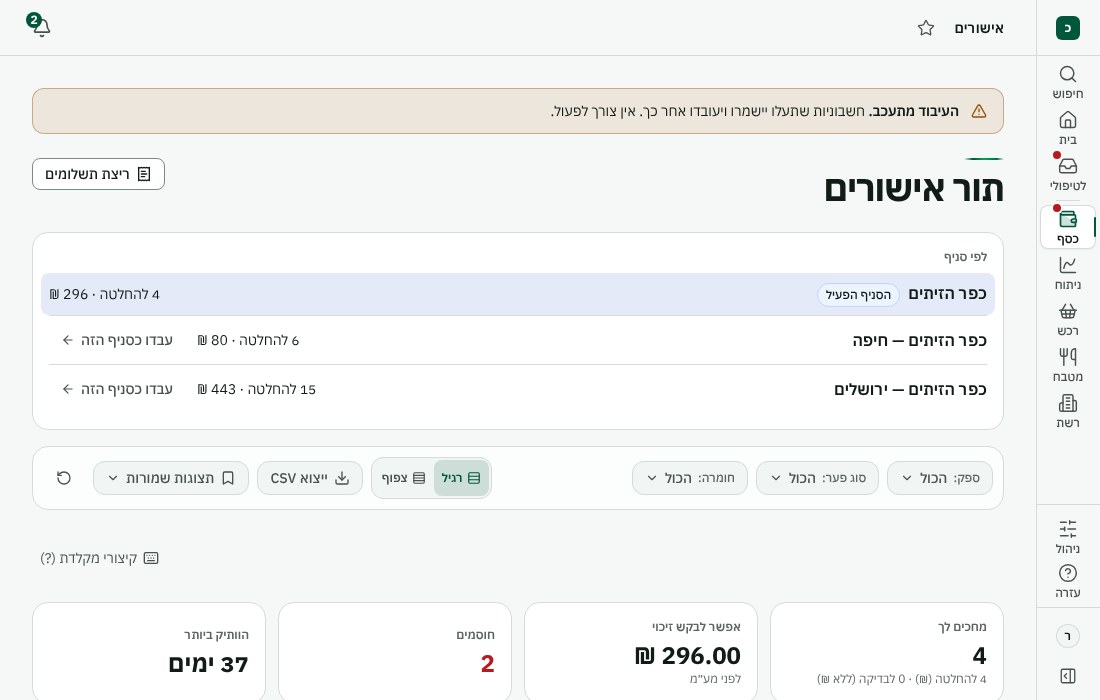 כ
חיפוש
בית
לטיפולי
כסף
ניתוח
רכש
מטבח
רשת
ניהול
עזרה
ר
אישורים
2
העיבוד מתעכב. חשבוניות שתעלו יישמרו ויעובדו אחר כך. אין צורך לפעול.
תור אישורים
ריצת תשלומים
לפי סניף
כפר הזיתים הסניף הפעיל 4 להחלטה · 296 ₪
כפר הזיתים — חיפה 6 להחלטה · 80 ₪ עבדו כסניף הזה ←
כפר הזיתים — ירושלים 15 להחלטה · 443 ₪ עבדו כסניף הזה ←
ספק: הכול סוג פער: הכול חומרה: הכול רגיל צפוף ייצוא CSV תצוגות שמורות
קיצורי מקלדת (?)
מחכים לך
4
4 להחלטה (₪) · 0 לבדיקה (ללא ₪)
אפשר לבקש זיכוי
296.00 ₪
לפני מע״מ
חוסמים
2
הוותיק ביותר
37 ימים